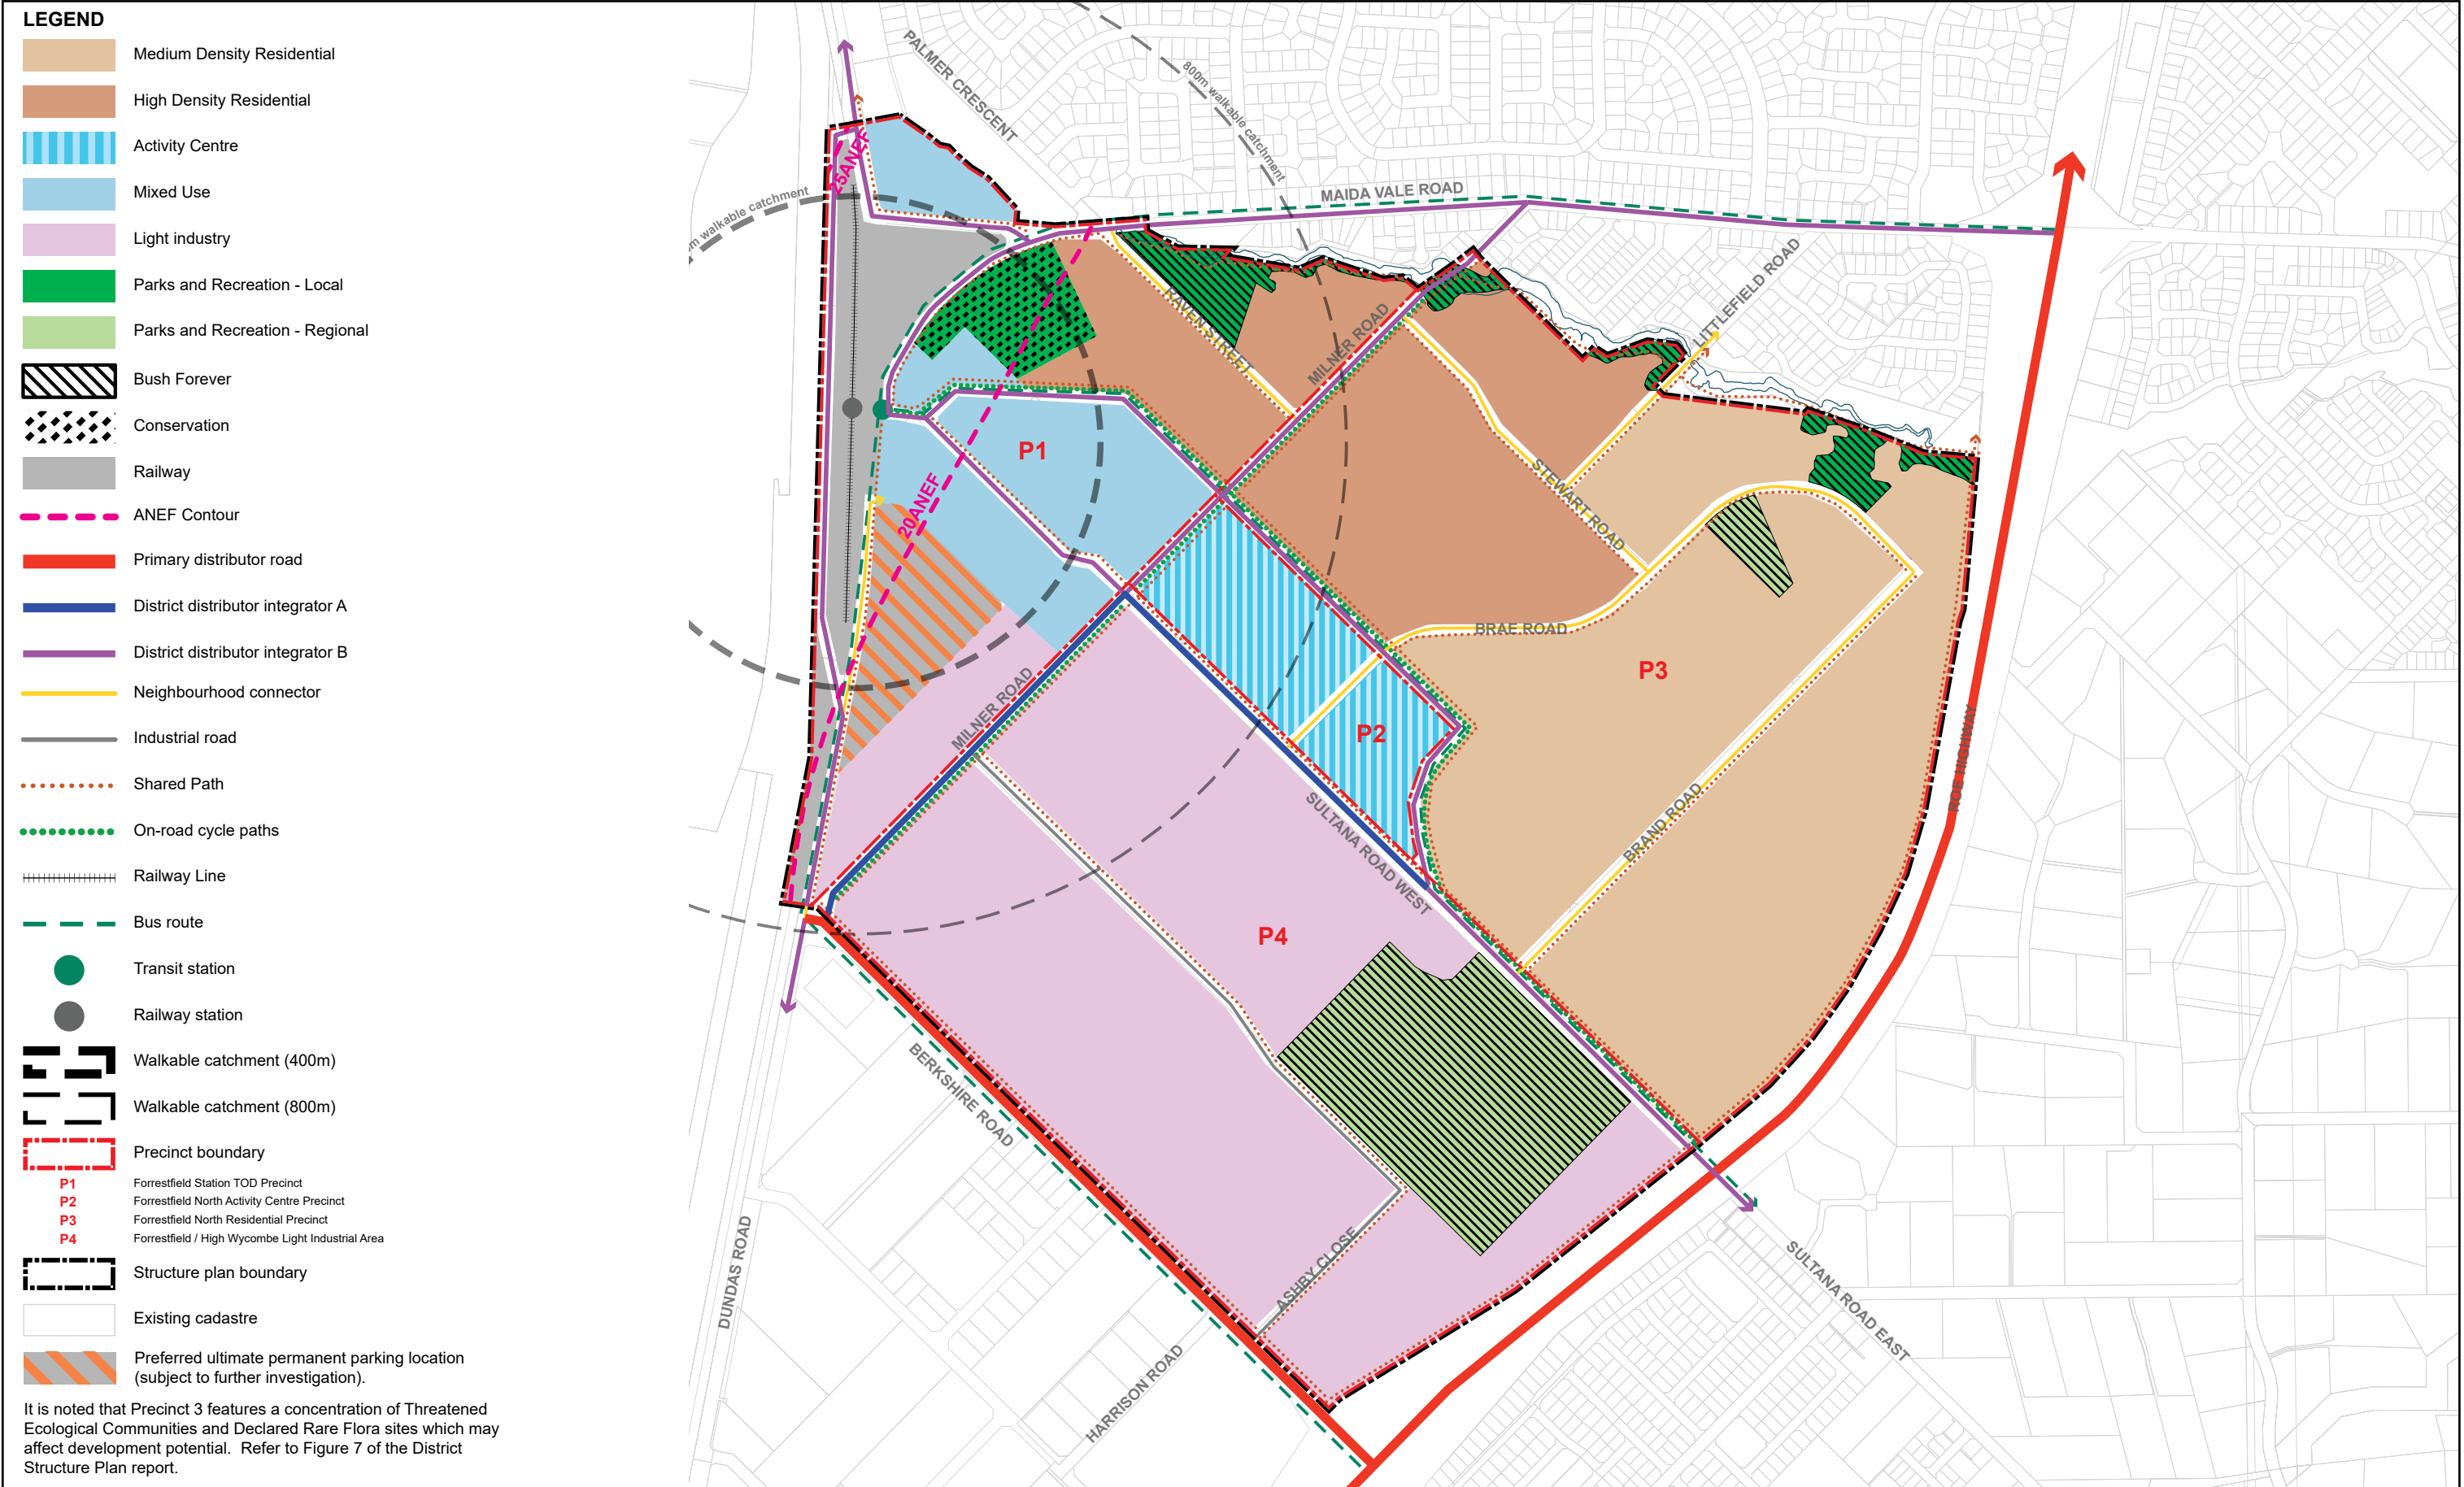 LEGEND
Medium Density Residential
High Density Residential
Activity Centre
Mixed Use
Light industry
Parks and Recreation - Local
Parks and Recreation - Regional
Bush Forever
Conservation
Railway
ANEF Contour
Primary distributor road
District distributor integrator A
District distributor integrator B
Neighbourhood connector
Industrial road
Shared Path
On-road cycle paths
Railway Line
Bus route
Transit station
Railway station
Walkable catchment (400m)
Walkable catchment (800m)
Precinct boundary
P1 Forrestfield Station TOD Precinct
P2 Forrestfield North Activity Centre Precinct
P3 Forrestfield North Residential Precinct
P4 Forrestfield / High Wycombe Light Industrial Area
Structure plan boundary
Existing cadastre
Preferred ultimate permanent parking location
(subject to further investigation).
It is noted that Precinct 3 features a concentration of Threatened
Ecological Communities and Declared Rare Flora sites which may
affect development potential. Refer to Figure 7 of the District
Structure Plan report.
PALMER CRESCENT
800m walkable catchment
25ANEF
m walkable catchment
MAIDA VALE ROAD
LITTLEFIELD ROAD
RAVEN STREET
MILNER ROAD
P1
20ANEF
STEWART ROAD
BRAE ROAD
P3
MILNER ROAD
P2
ROE HIGHWAY
SULTANA ROAD WEST
BRAND ROAD
P4
BERKSHIRE ROAD
DUNDAS ROAD
ASHBY CLOSE
HARRISON ROAD
SULTANA ROAD EAST